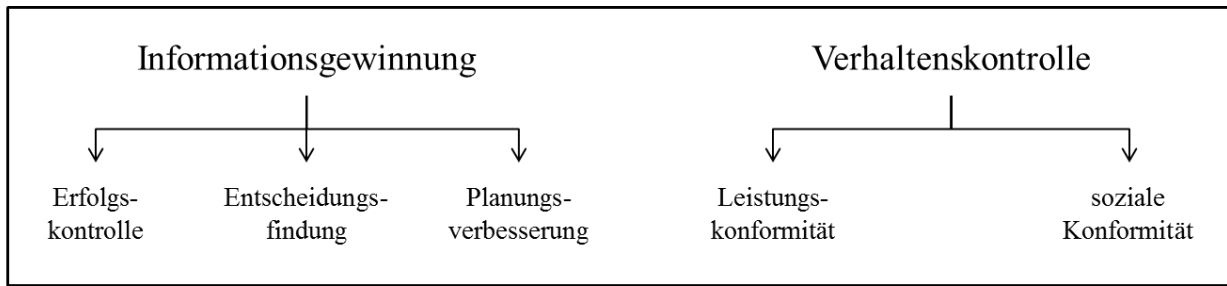 Informationsgewinnung
Verhaltenskontrolle
Erfolgs-
kontrolle
Entscheidungs-
findung
Planungs-
verbesserung
Leistungs-
konformität
soziale
Konformität